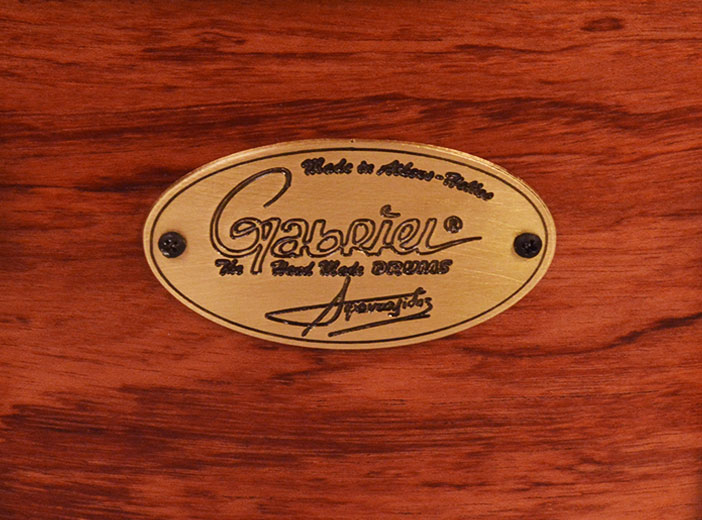 Made in Athens - Hellas
Gabriel®
The Hand Made DRUMS